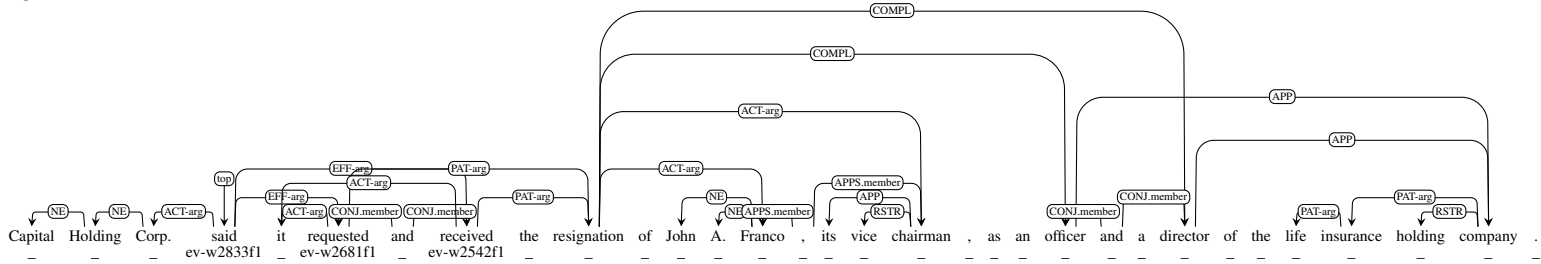 COMPL
COMPL
APP
ACT-arg
APP
EFF-arg PAT-arg ACT-arg
top ACT-arg APPS.member
EFF-arg PAT-arg NE APP CONJ.member PAT-arg
NE NE ACT-arg ACT-arg CONJ.member CONJ.member NE APPS.member RSTR CONJ.member PAT-arg RSTR
Capital Holding Corp. said it requested and received the resignation of John A. Franco , its vice chairman , as an officer and a director of the life insurance holding company .
ev-w2833f1 ev-w2681f1 ev-w2542f1
_ _ _ _ _ _ _ _ _ _ _ _ _ _ _ _ _ _ _ _ _ _ _ _ _ _ _ _